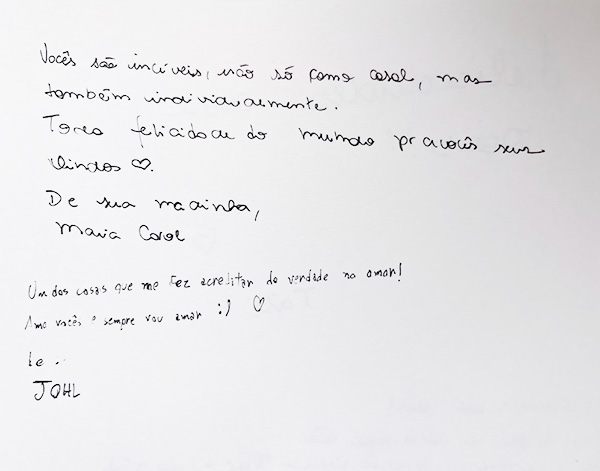 Vocês são incíveis, não só como casal, mas
também individualmente.
Toda felicidade do mundo pra vocês seus
lindos ♡.
De sua madinha,
Maria Carol
Um dos casas que me fez acreditar de verdade no amor!
Amo vocês e sempre vou amar :) ♡
Le.
JOHL